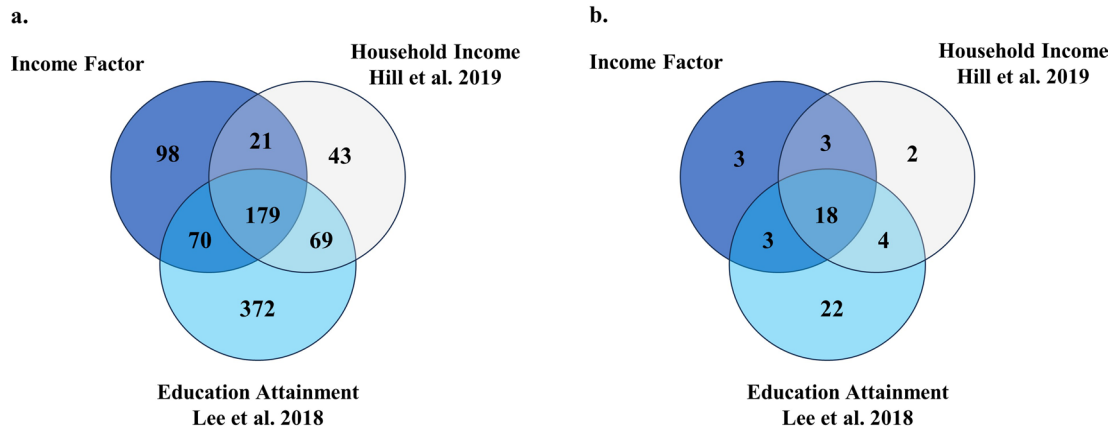 a.
Income Factor
Household Income
Hill et al. 2019
98
21
43
179
70
69
372
Education Attainment
Lee et al. 2018
b.
Income Factor
Household Income
Hill et al. 2019
3
3
2
18
3
4
22
Education Attainment
Lee et al. 2018